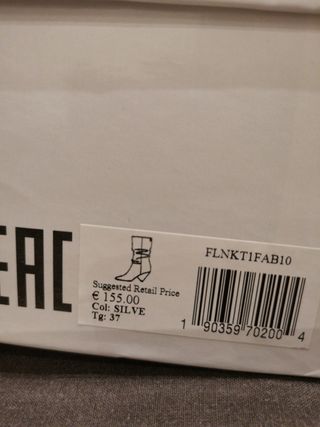 EAC
FLNKT1FAB10
Suggested Retail Price
€ 155.00
Col: SILVE
Tg: 37
1 90359 70200 4